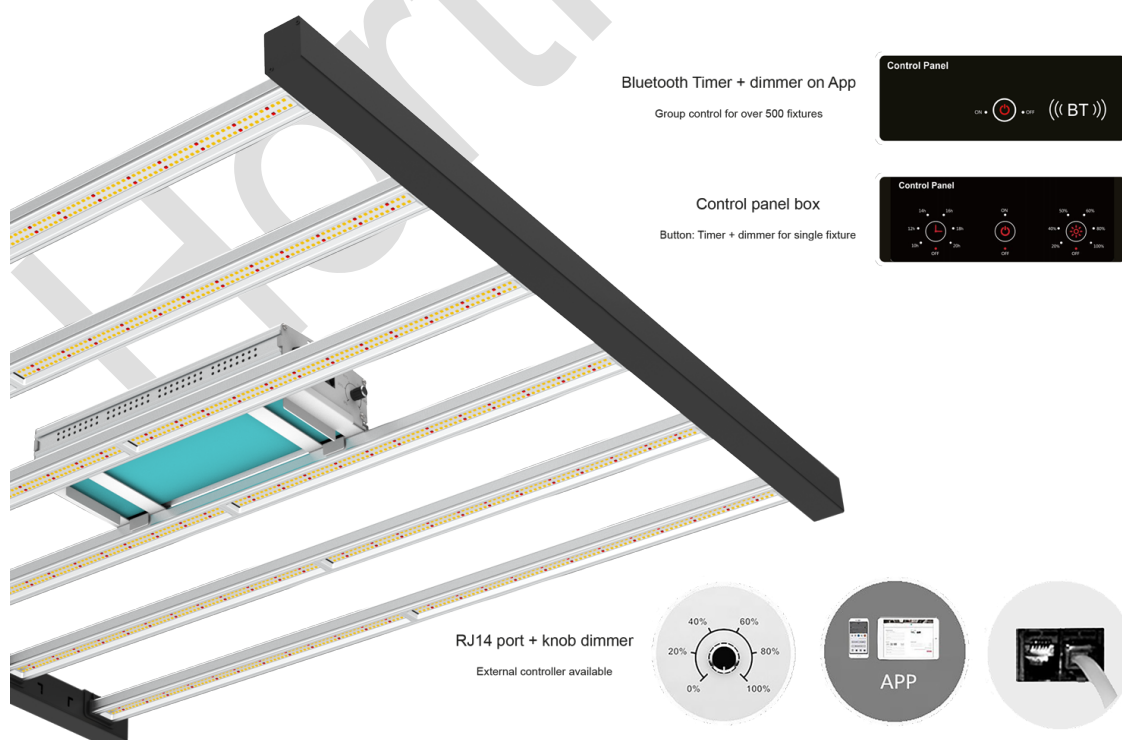 Horti
Bluetooth Timer + dimmer on App
Group control for over 500 fixtures
Control Panel
ON OFF ((( BT )))
Control panel box
Button: Timer + dimmer for single fixture
Control Panel
14h 16h ON 50% 60%
12h 18h 40% 80%
10h 20h 20% 100%
OFF OFF OFF
RJ14 port + knob dimmer
External controller available
40% 60%
20% 80%
0% 100%
APP